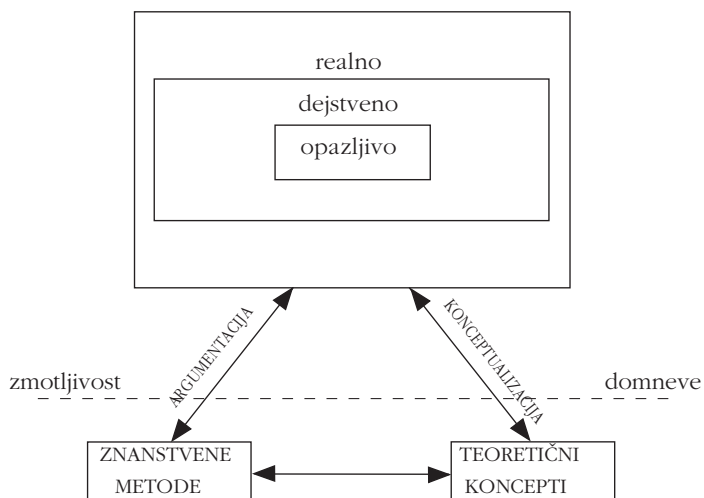 realno
dejstveno
opazljivo
ARGUMENTACIJA
KONCEPTUALIZACIJA
zmotljivost
domneve
ZNANSTVENE
METODE
TEORETIČNI
KONCEPTI